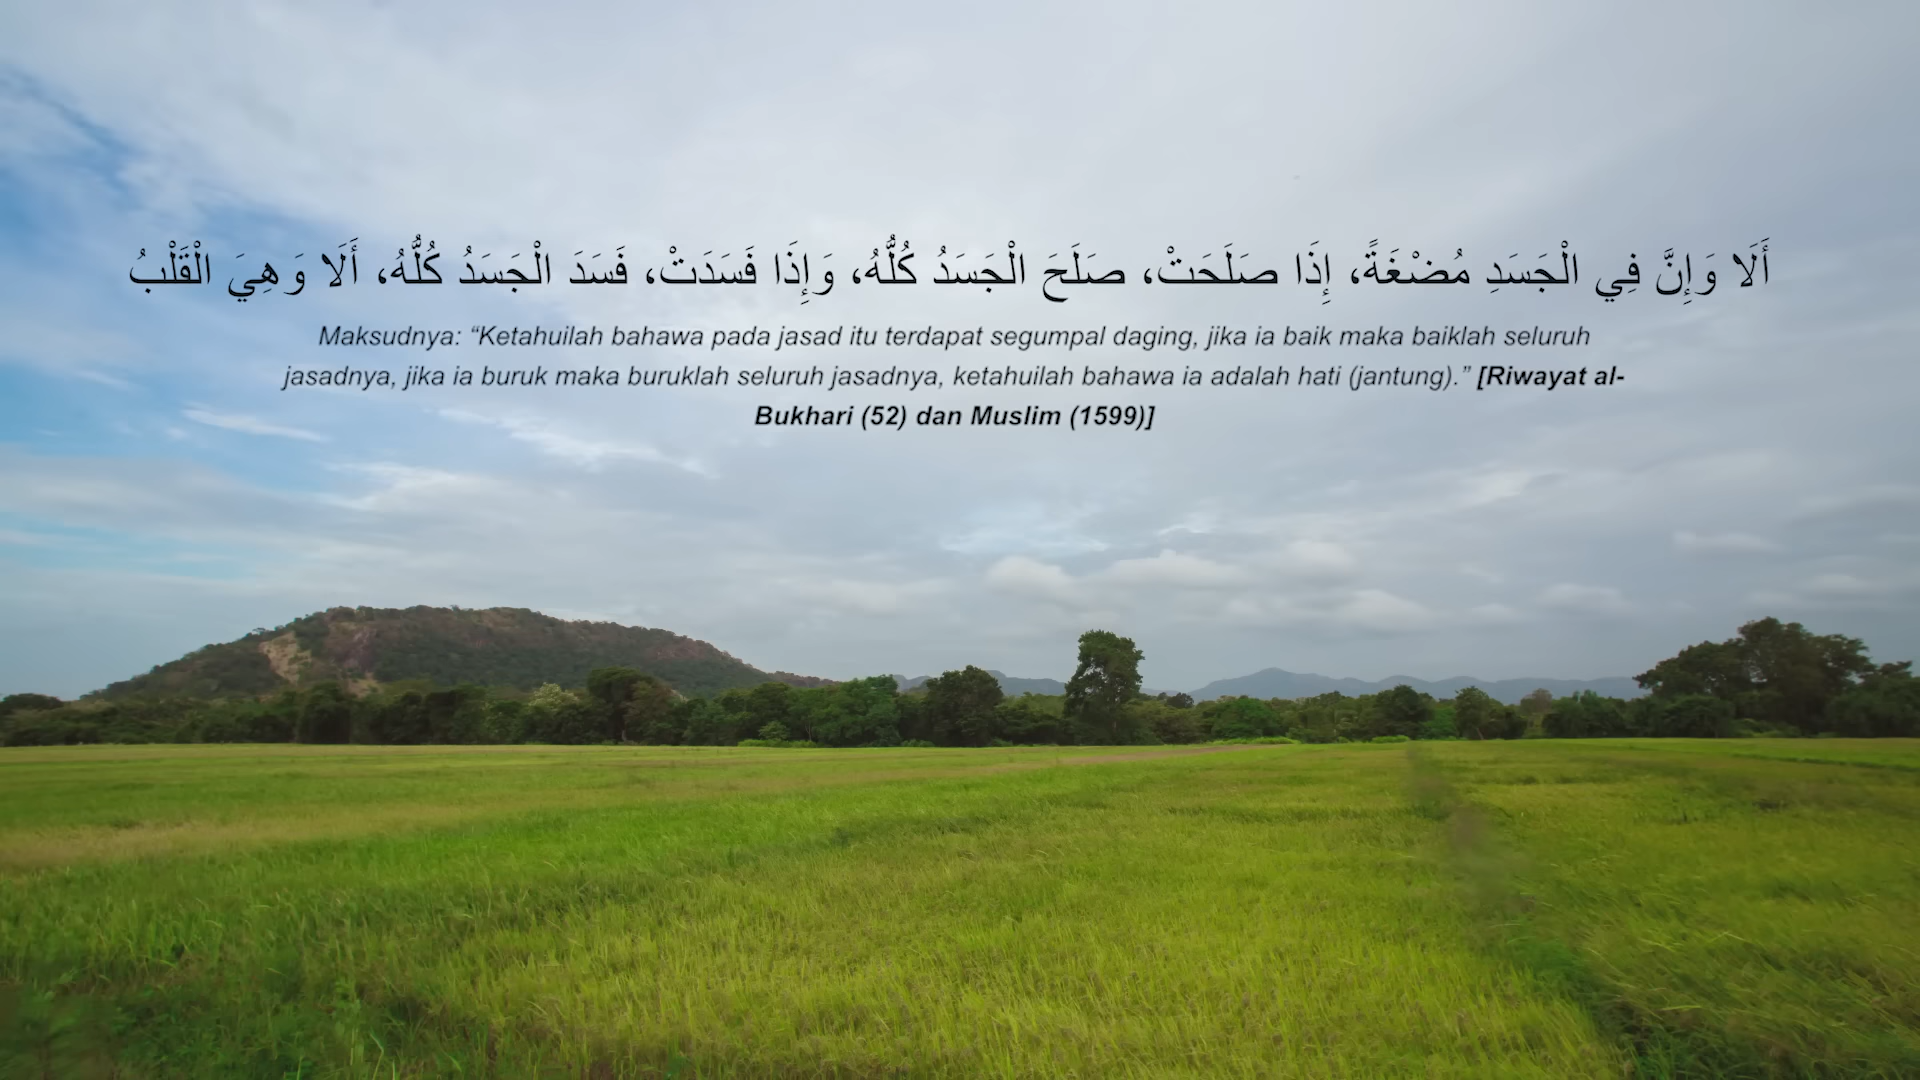 أَلَا وَإِنَّ فِي الْجَسَدِ مُضْغَةً، إِذَا صَلَحَتْ، صَلَحَ الْجَسَدُ كُلُّهُ، وَإِذَا فَسَدَتْ، فَسَدَ الْجَسَدُ كُلُّهُ، أَلَا وَهِيَ الْقَلْبُ
Maksudnya: “Ketahuilah bahawa pada jasad itu terdapat segumpal daging, jika ia baik maka baiklah seluruh
jasadnya, jika ia buruk maka buruklah seluruh jasadnya, ketahuilah bahawa ia adalah hati (jantung).” [Riwayat al-
Bukhari (52) dan Muslim (1599)]